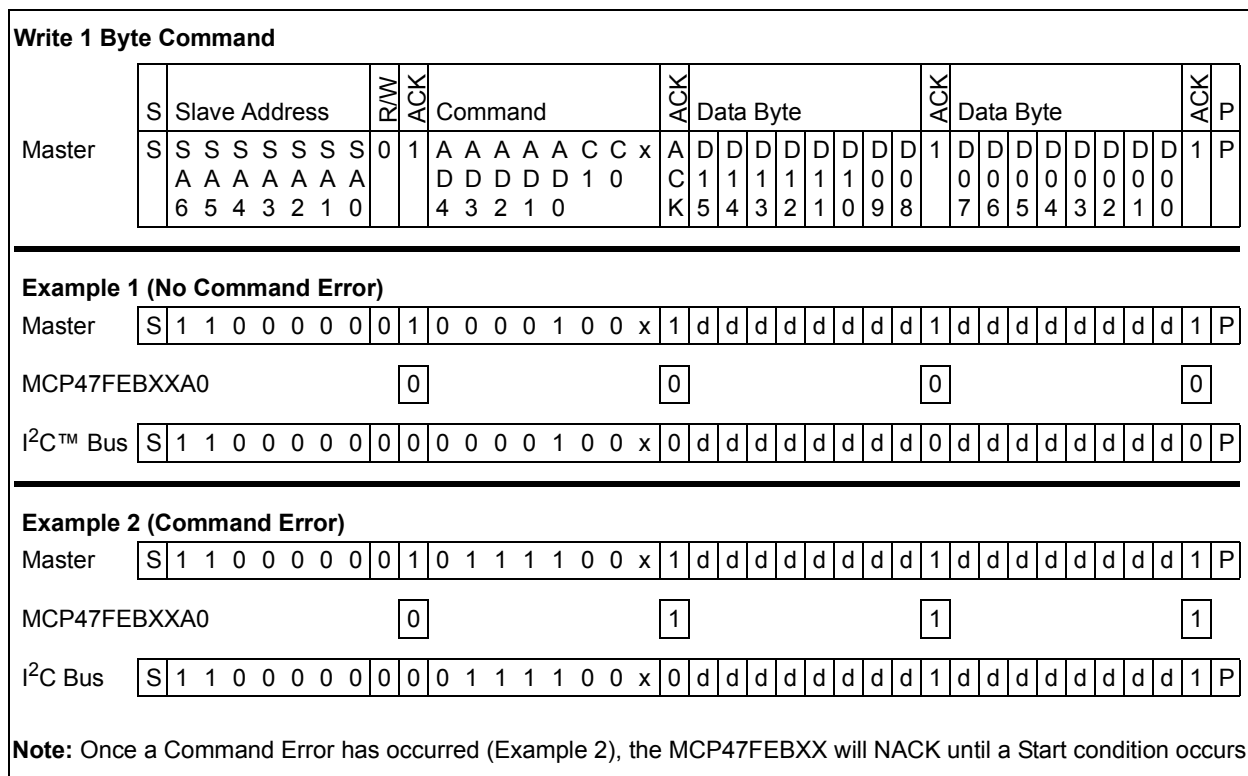 Write 1 Byte Command
S Slave Address R/W ACK Command ACK Data Byte ACK Data Byte ACK P
Master S S S S S S S S 0 1 A A A A A C C x A D D D D D D D D 1 D D D D D D D D 1 P
A A A A A A A D D D D D 1 0 C 1 1 1 1 1 1 0 0 0 0 0 0 0 0 0 0
6 5 4 3 2 1 0 4 3 2 1 0 K 5 4 3 2 1 0 9 8 7 6 5 4 3 2 1 0
Example 1 (No Command Error)
Master S 1 1 0 0 0 0 0 0 1 0 0 0 0 1 0 0 x 1 d d d d d d d d 1 d d d d d d d d 1 P
MCP47FEBXXA0 0 0 0 0
I²C™ Bus S 1 1 0 0 0 0 0 0 0 0 0 0 0 1 0 0 x 0 d d d d d d d d 0 d d d d d d d d 0 P
Example 2 (Command Error)
Master S 1 1 0 0 0 0 0 0 1 0 1 1 1 1 0 0 x 1 d d d d d d d d 1 d d d d d d d d 1 P
MCP47FEBXXA0 0 1 1 1
I²C Bus S 1 1 0 0 0 0 0 0 0 0 1 1 1 1 0 0 x 0 d d d d d d d d 1 d d d d d d d d 1 P
Note: Once a Command Error has occurred (Example 2), the MCP47FEBXX will NACK until a Start condition occurs